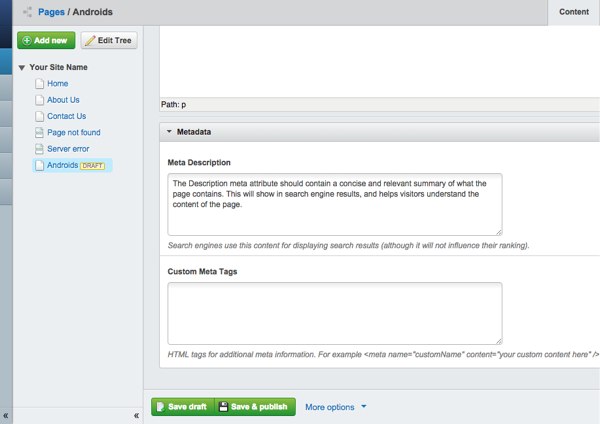 Pages / Androids
Content
Add new
Edit Tree
Your Site Name
Home
About Us
Contact Us
Page not found
Server error
Androids DRAFT
Path: p
Metadata
Meta Description
The Description meta attribute should contain a concise and relevant summary of what the
page contains. This will show in search engine results, and helps visitors understand the
content of the page.
Search engines use this content for displaying search results (although it will not influence their ranking).
Custom Meta Tags
HTML tags for additional meta information. For example <meta name="customName" content="your custom content here" />
Save draft
Save & publish
More options
«
«